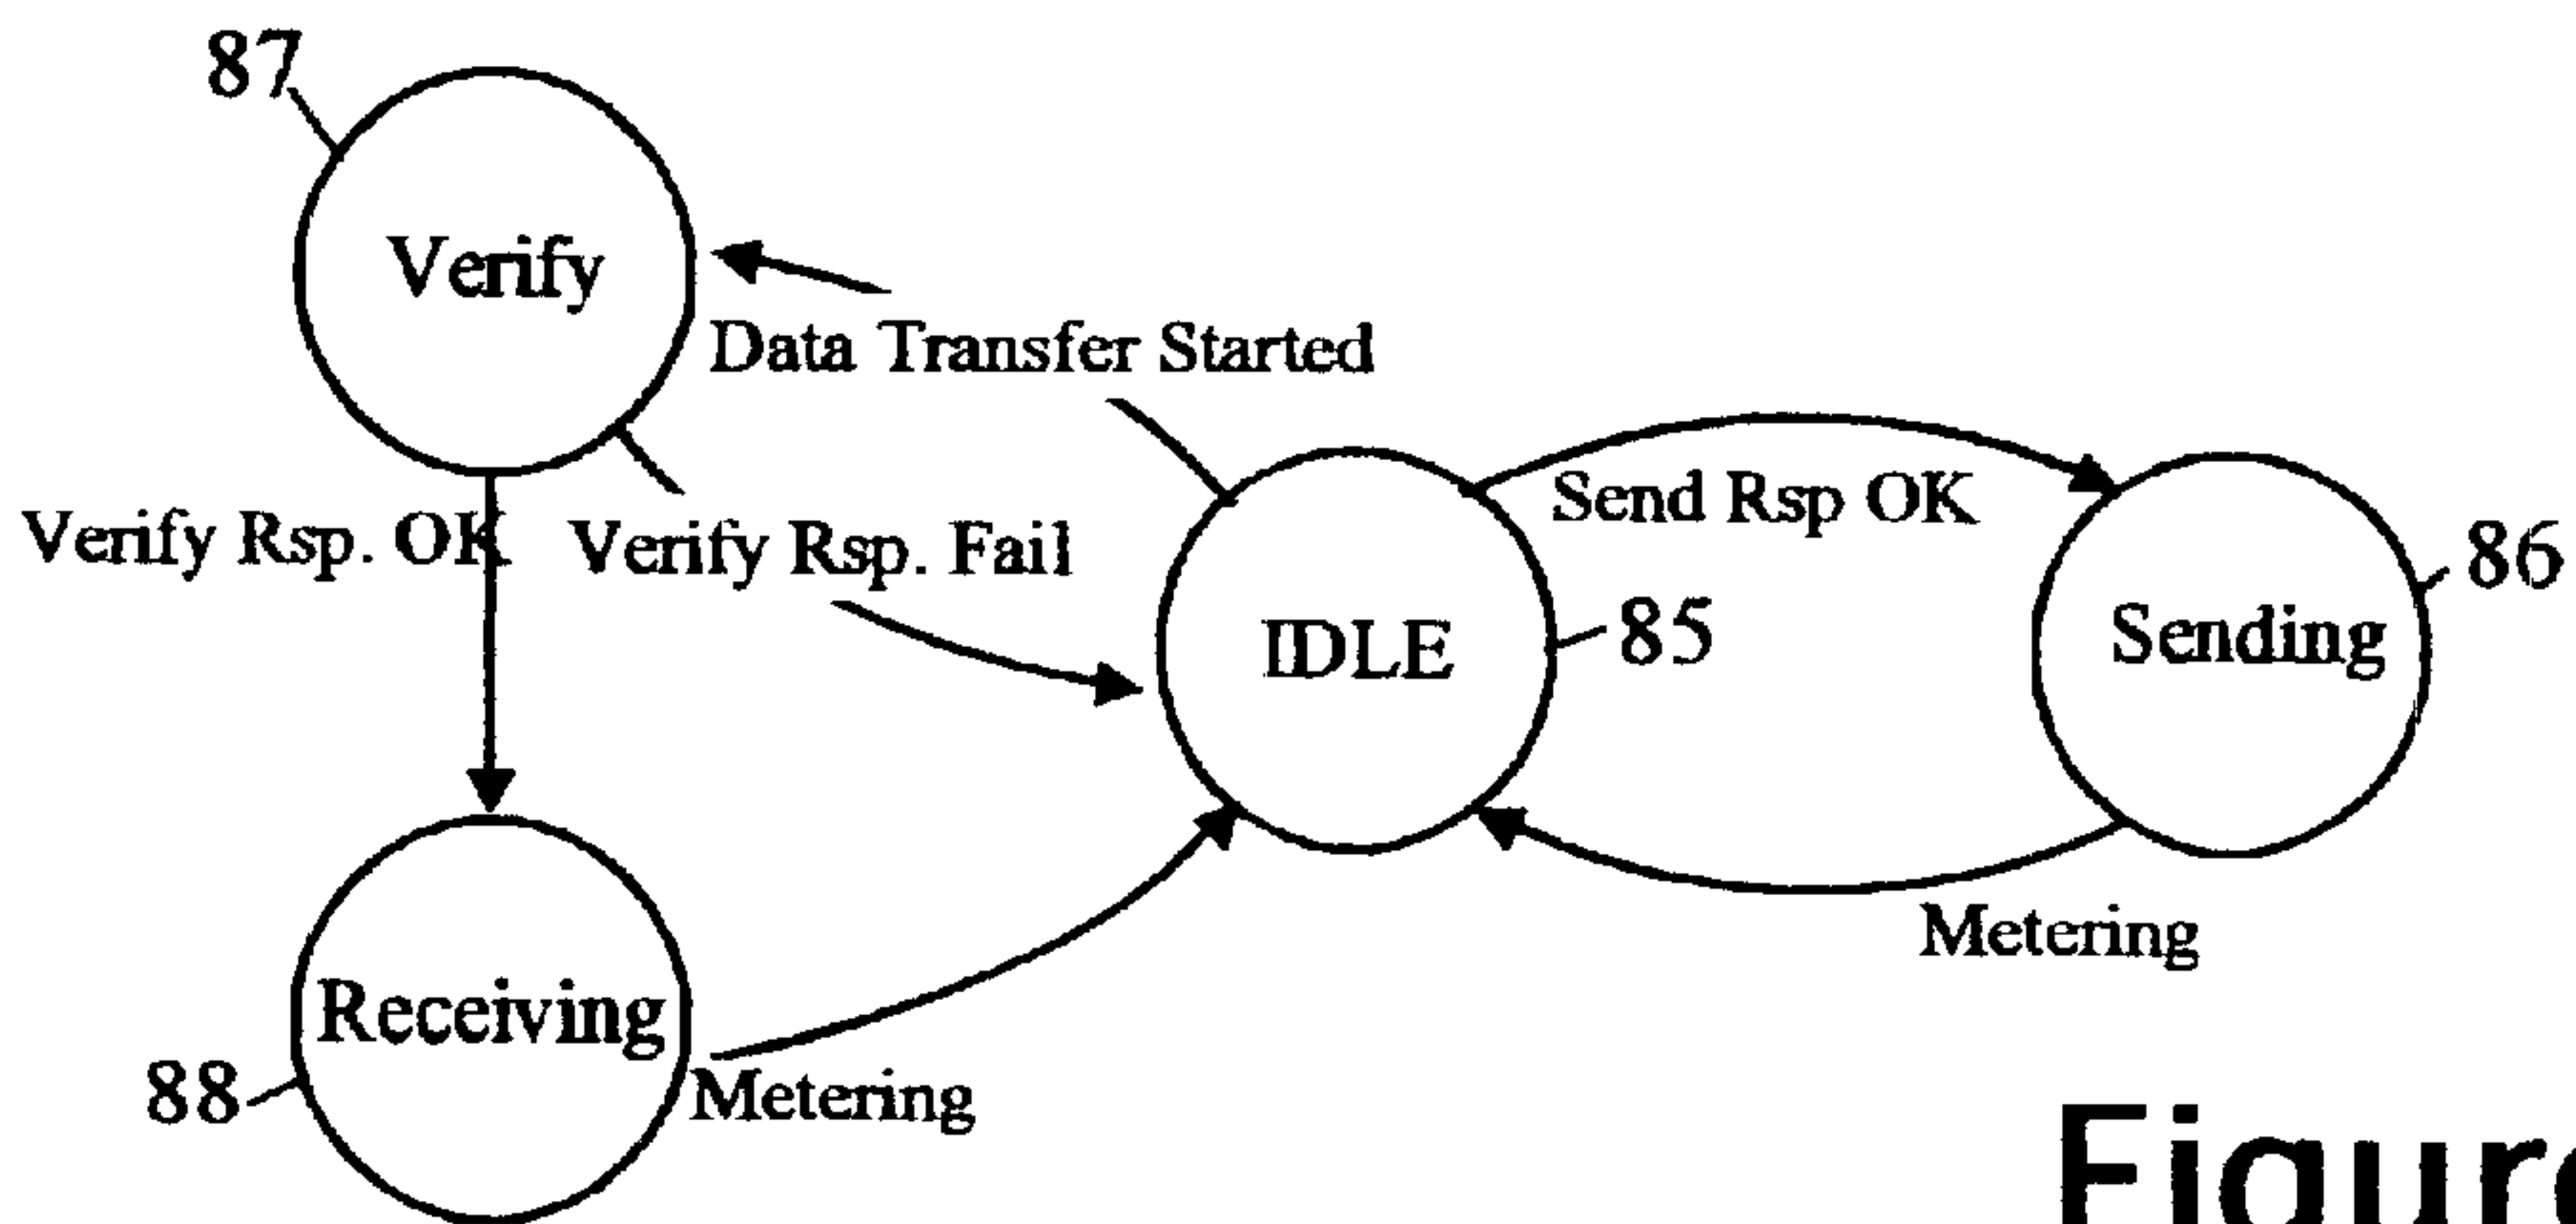 87
Verify
Data Transfer Started
Send Rsp OK
Verify Rsp. OK
Verify Rsp. Fail
86
85
IDLE
Sending
Metering
Receiving
88
Metering
Figure